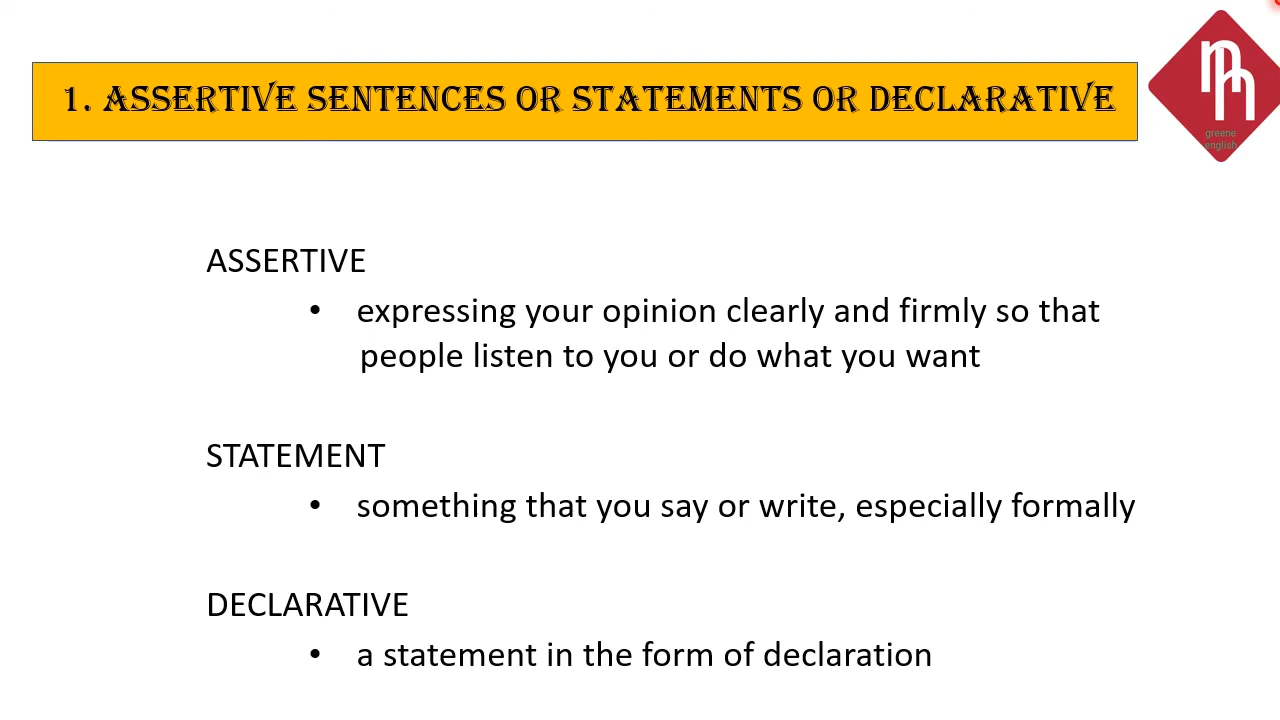 1. ASSERTIVE SENTENCES OR STATEMENTS OR DECLARATIVE
greene
english
ASSERTIVE
• expressing your opinion clearly and firmly so that
people listen to you or do what you want
STATEMENT
• something that you say or write, especially formally
DECLARATIVE
• a statement in the form of declaration